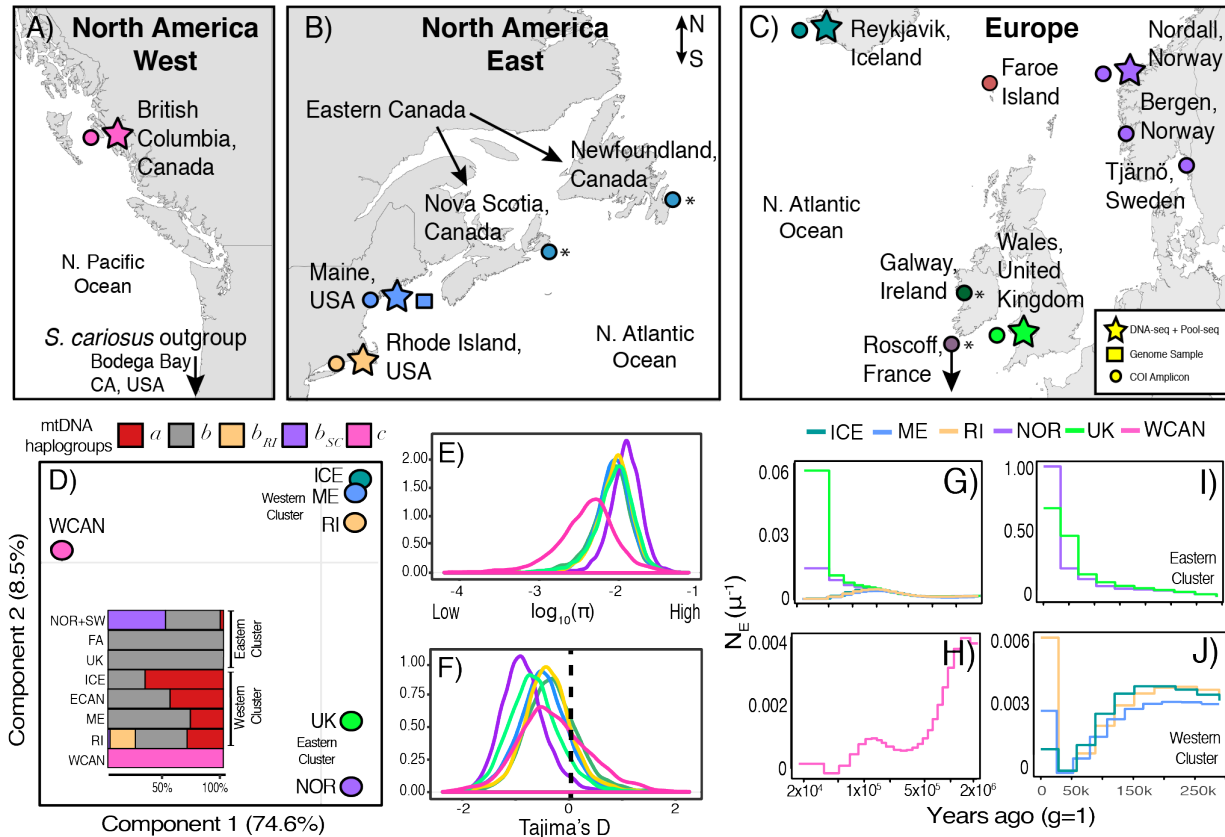 A) North America
West
British
Columbia,
Canada
N. Pacific
Ocean
S. cariosus outgroup
Bodega Bay
CA, USA
B) North America
East
N
S
Eastern Canada
Newfoundland,
Canada
*
Nova Scotia,
Canada
*
Maine,
USA
Rhode Island,
USA
N. Atlantic
Ocean
C) Europe
Reykjavik,
Iceland
Faroe
Island
Nordall,
Norway
Bergen,
Norway
Tjärnö,
Sweden
N. Atlantic
Ocean
Galway,
Ireland
*
Wales,
United
Kingdom
Roscoff,
France
*
DNA-seq + Pool-seq
Genome Sample
COI Amplicon
mtDNA
haplogroups
a b bRI bSC c
D)
ICE
ME
RI
Western
Cluster
WCAN
UK
Eastern
Cluster
NOR
NOR+SW
FA
UK
ICE
ECAN
ME
RI
WCAN
Eastern
Cluster
Western
Cluster
50% 100%
Component 2 (8.5%)
Component 1 (74.6%)
E)
2.00
1.50
1.00
0.50
0.00
-4 -3 -2 -1
Low log10(π) High
F)
1.00
0.75
0.50
0.25
0.00
-2 0 2
Tajima's D
ICE ME RI NOR UK WCAN
G)
0.06
0.03
0
NE (μ-1)
H)
0.004
0.002
0
2x104 1x105 5x105 2x106
I)
1.00
0.50
0
Eastern
Cluster
J)
0.006
0.003
0
Western
Cluster
0 50k 150k 250k
Years ago (g=1)